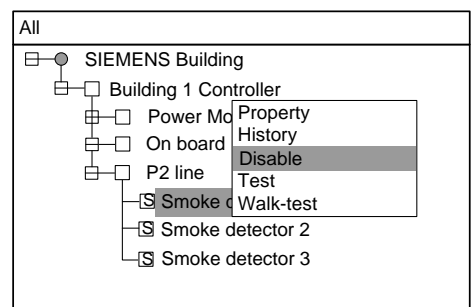 All
SIEMENS Building
Building 1 Controller
Power Mo
On board
P2 line
S Smoke d
S Smoke detector 2
S Smoke detector 3
Property
History
Disable
Test
Walk-test